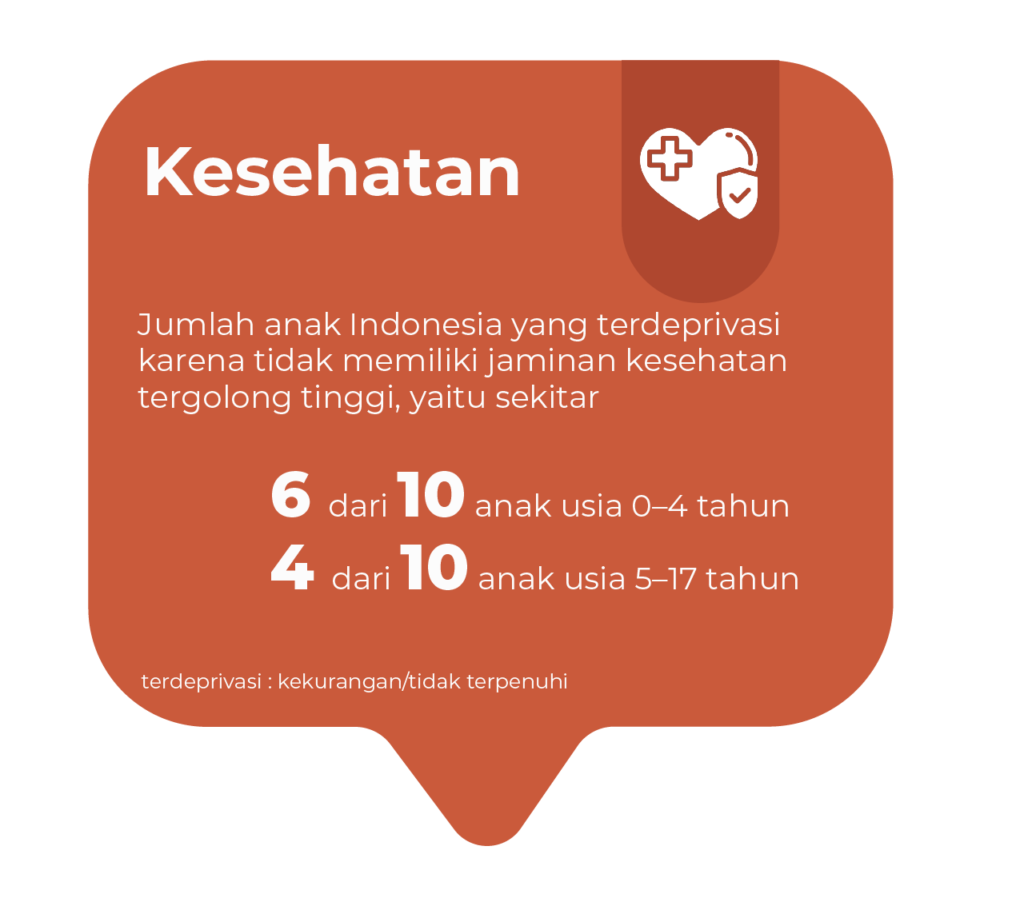 Kesehatan
Jumlah anak Indonesia yang terdeprivasi
karena tidak memiliki jaminan kesehatan
tergolong tinggi, yaitu sekitar
6 dari 10 anak usia 0–4 tahun
4 dari 10 anak usia 5–17 tahun
terdeprivasi : kekurangan/tidak terpenuhi